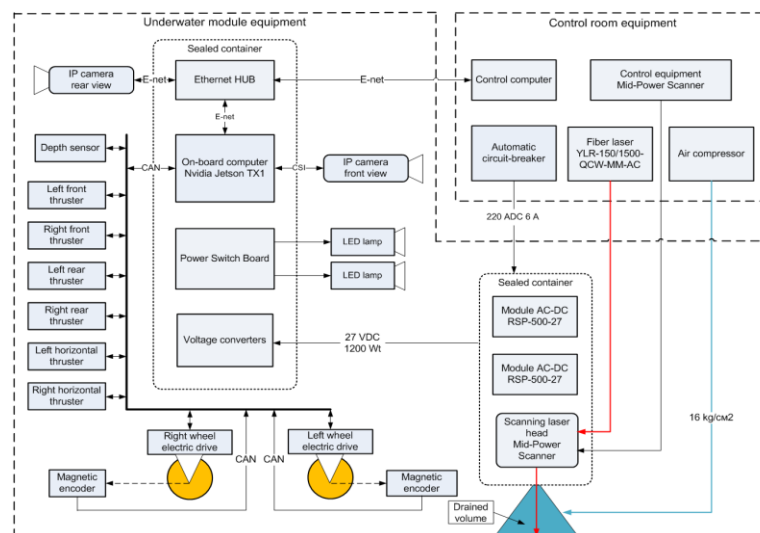 Underwater module equipment
Control room equipment
Sealed container
IP camera
rear view
E-net
Ethernet HUB
E-net
Control computer
Control equipment
Mid-Power Scanner
E-net
Depth sensor
CAN
On-board computer
Nvidia Jetson TX1
CSI
IP camera
front view
Automatic
circuit-breaker
Fiber laser
YLR-150/1500-
QCW-MM-AC
Air compressor
Left front
thruster
Right front
thruster
220 ADC 6 A
Power Switch
Board
LED lamp
LED lamp
Left rear
thruster
Sealed container
Right rear
thruster
Module AC-DC
RSP-500-27
Voltage converters
27 VDC
1200 Wt
Left horizontal
thruster
Module AC-DC
RSP-500-27
Right horizontal
thruster
16 kg/см2
Scanning laser
head
Mid-Power
Scanner
Right wheel
electric drive
CAN
CAN
Left wheel
electric drive
Magnetic
encoder
Magnetic
encoder
Drained
volume